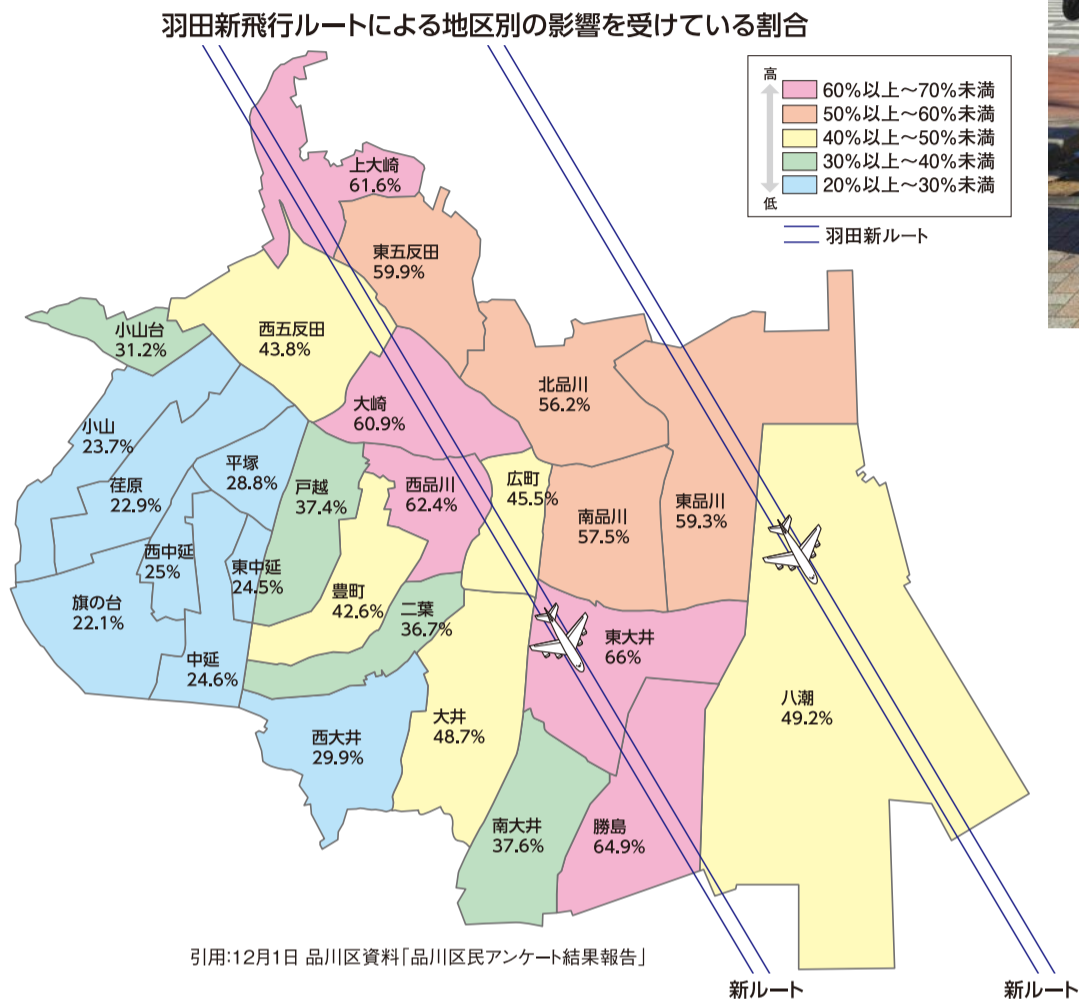 羽田新飛行ルートによる地区別の影響を受けている割合
高
低
60%以上～70%未満
50%以上～60%未満
40%以上～50%未満
30%以上～40%未満
20%以上～30%未満
羽田新ルート
上大崎
61.6%
東五反田
59.9%
小山台
31.2%
西五反田
43.8%
北品川
56.2%
大崎
60.9%
小山
23.7%
平塚
28.8%
荏原
22.9%
戸越
37.4%
西品川
62.4%
広町
45.5%
南品川
57.5%
東品川
59.3%
西中延
25%
東中延
24.5%
旗の台
22.1%
豊町
42.6%
二葉
36.7%
中延
24.6%
東大井
66%
西大井
29.9%
大井
48.7%
八潮
49.2%
南大井
37.6%
勝島
64.9%
引用:12月1日 品川区資料「品川区民アンケート結果報告」
新ルート
新ルート